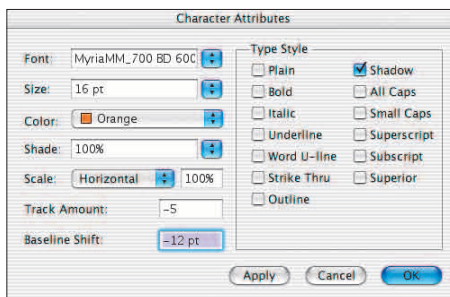 Character Attributes
Font: MyriaMM_700 BD 600
Size: 16 pt
Color: Orange
Shade: 100%
Scale: Horizontal 100%
Track Amount: -5
Baseline Shift: -12 pt
Type Style
Plain Shadow
Bold All Caps
Italic Small Caps
Underline Superscript
Word U-line Subscript
Strike Thru Superior
Outline
Apply Cancel OK